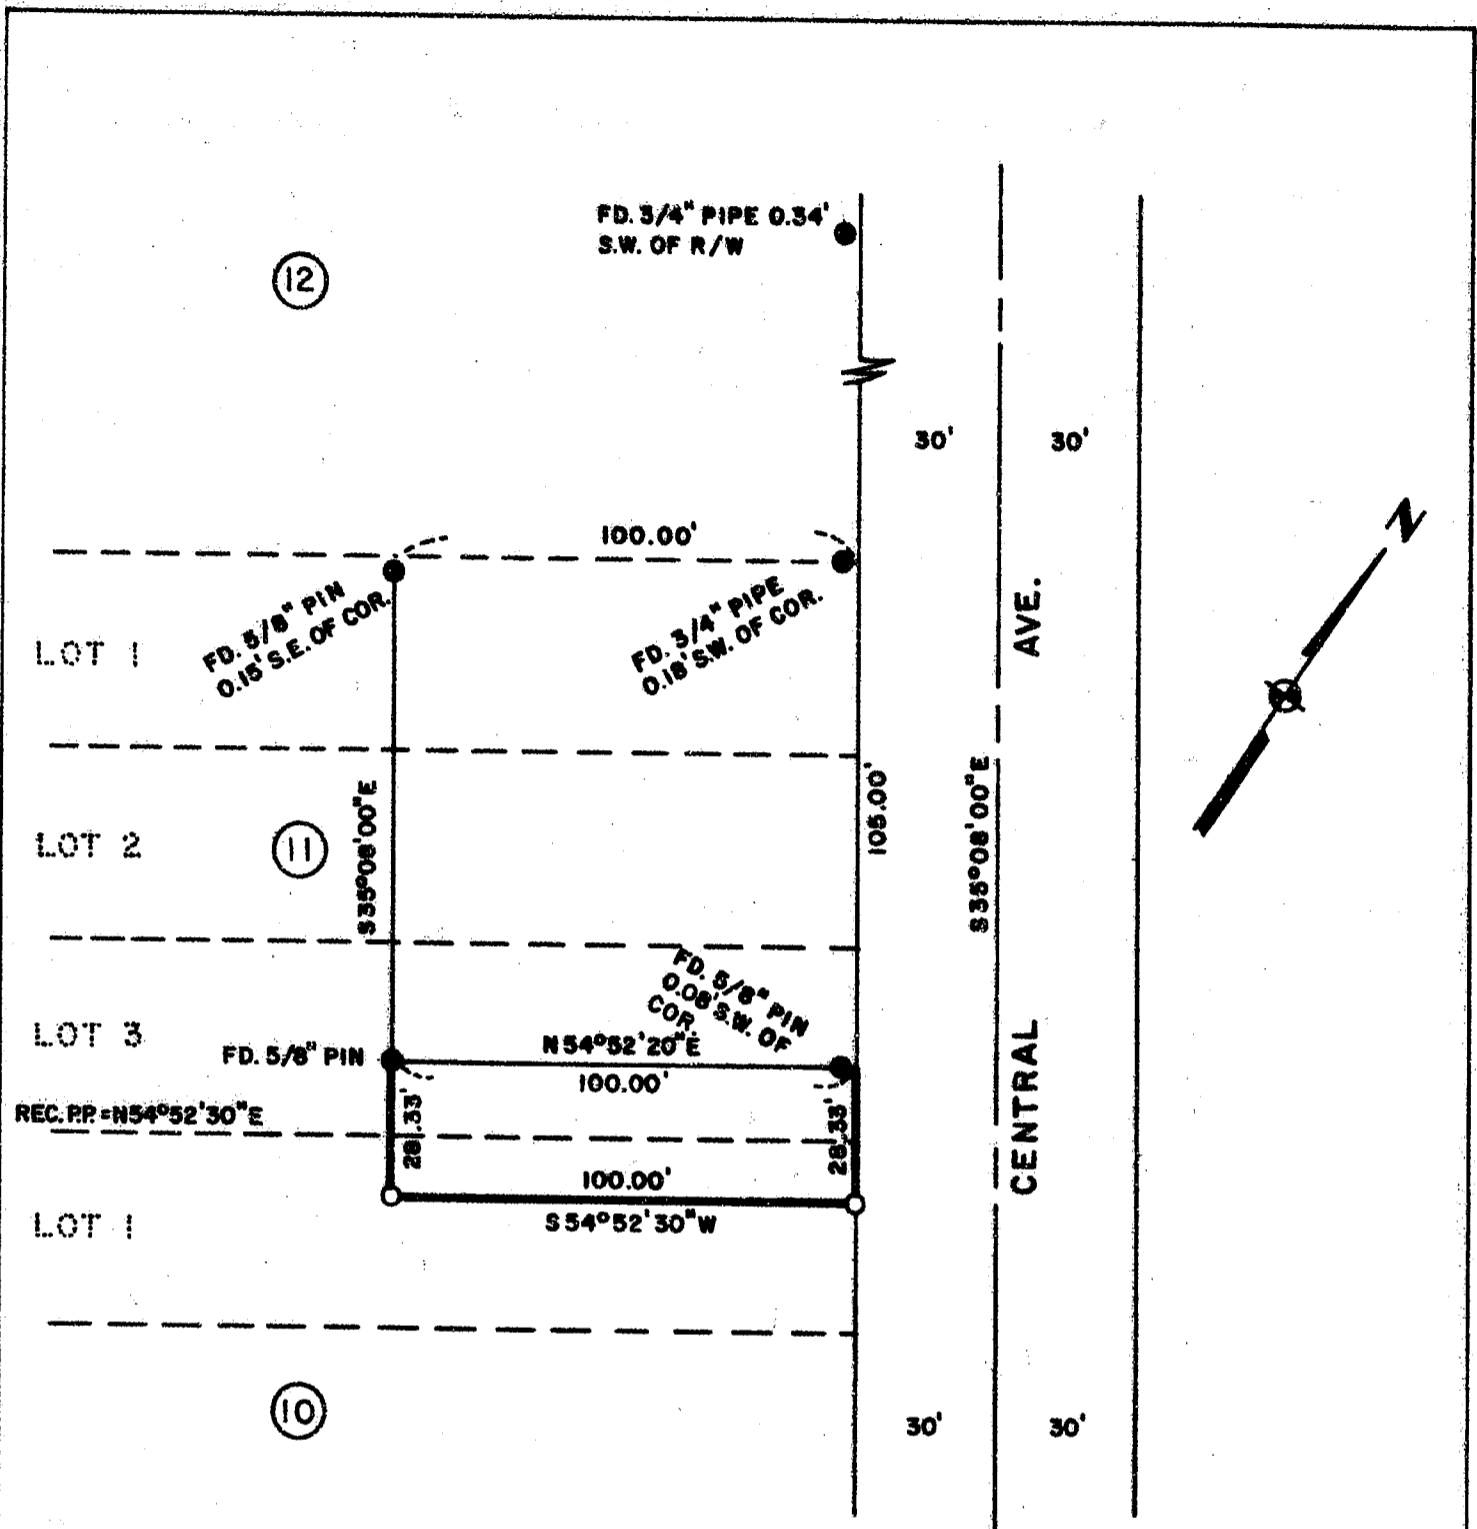 FD. 3/4" PIPE 0.34'
S.W. OF R/W
12
30'
30'
N
100.00'
FD. 5/8" PIN
0.15' S.E. OF COR.
FD. 3/4" PIPE
0.18' S.W. OF COR.
LOT 1
AVE.
105.00'
S35°08'00"E
S35°08'00"E
LOT 2
11
FD. 5/8" PIN
0.08' S.W. OF
COR.
LOT 3
FD. 5/8" PIN
N54°52'20"E
100.00'
CENTRAL
REC. P.P. = N54°52'30"E
28.33'
28.33'
100.00'
S54°52'30"W
LOT 1
10
30'
30'